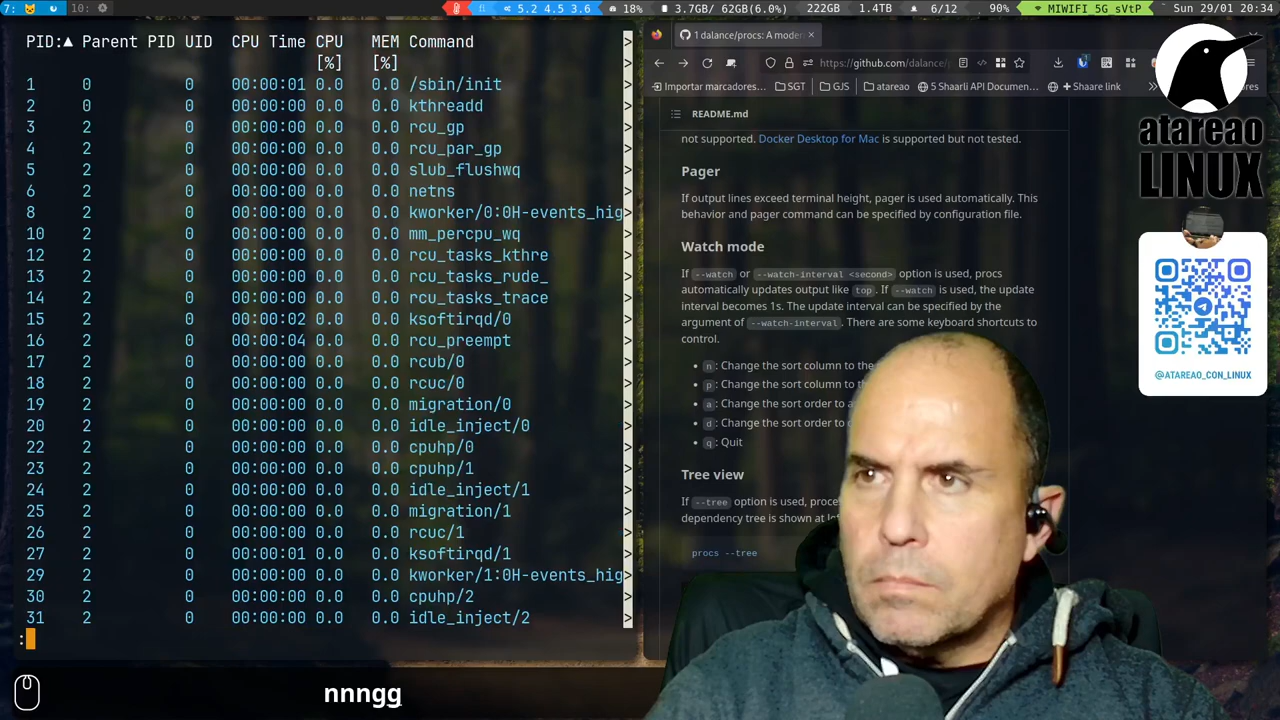 7: 10: 5.2 4.5 3.6 18% 3.7GB/ 62GB(6.0%) 222GB 1.4TB 6/12 90% MIWIFI 5G sVtP Sun 29/01 20:34
PID:▲ Parent PID UID CPU Time CPU MEM Command >
[%] [%] >
1 0 0 00:00:01 0.0 0.0 /sbin/init >
2 0 0 00:00:00 0.0 0.0 kthreadd >
3 2 0 00:00:00 0.0 0.0 rcu_gp >
4 2 0 00:00:00 0.0 0.0 rcu_par_gp >
5 2 0 00:00:00 0.0 0.0 slub_flushwq >
6 2 0 00:00:00 0.0 0.0 netns >
8 2 0 00:00:00 0.0 0.0 kworker/0:0H-events_hig>
10 2 0 00:00:00 0.0 0.0 mm_percpu_wq >
12 2 0 00:00:00 0.0 0.0 rcu_tasks_kthre >
13 2 0 00:00:00 0.0 0.0 rcu_tasks_rude_ >
14 2 0 00:00:00 0.0 0.0 rcu_tasks_trace >
15 2 0 00:00:02 0.0 0.0 ksoftirqd/0 >
16 2 0 00:00:04 0.0 0.0 rcu_preempt >
17 2 0 00:00:00 0.0 0.0 rcub/0 >
18 2 0 00:00:00 0.0 0.0 rcuc/0 >
19 2 0 00:00:00 0.0 0.0 migration/0 >
20 2 0 00:00:00 0.0 0.0 idle_inject/0 >
22 2 0 00:00:00 0.0 0.0 cpuhp/0 >
23 2 0 00:00:00 0.0 0.0 cpuhp/1 >
24 2 0 00:00:00 0.0 0.0 idle_inject/1 >
25 2 0 00:00:00 0.0 0.0 migration/1 >
26 2 0 00:00:00 0.0 0.0 rcuc/1 >
27 2 0 00:00:01 0.0 0.0 ksoftirqd/1 >
29 2 0 00:00:00 0.0 0.0 kworker/1:0H-events_hig>
30 2 0 00:00:00 0.0 0.0 cpuhp/2 >
31 2 0 00:00:00 0.0 0.0 idle_inject/2 >
:
nnngg
1 dalance/procs: A moder
https://github.com/dalance/
Importar marcadores... SGT GJS atareao 5 Shaarli API Documen... + Shaare link
README.md
not supported. Docker Desktop for Mac is supported but not tested.
Pager
If output lines exceed terminal height, pager is used automatically. This
behavior and pager command can be specified by configuration file.
Watch mode
If --watch or --watch-interval <second> option is used, procs
automatically updates output like top. If --watch is used, the update
interval becomes 1s. The update interval can be specified by the
argument of --watch-interval. There are some keyboard shortcuts to
control.
• n: Change the sort column to the
• p: Change the sort column to the
• a: Change the sort order to a
• d: Change the sort order to
• q: Quit
Tree view
If --tree option is used, proce
dependency tree is shown at
procs --tree
atareao
LINUX
@ATAREAO_CON_LINUX